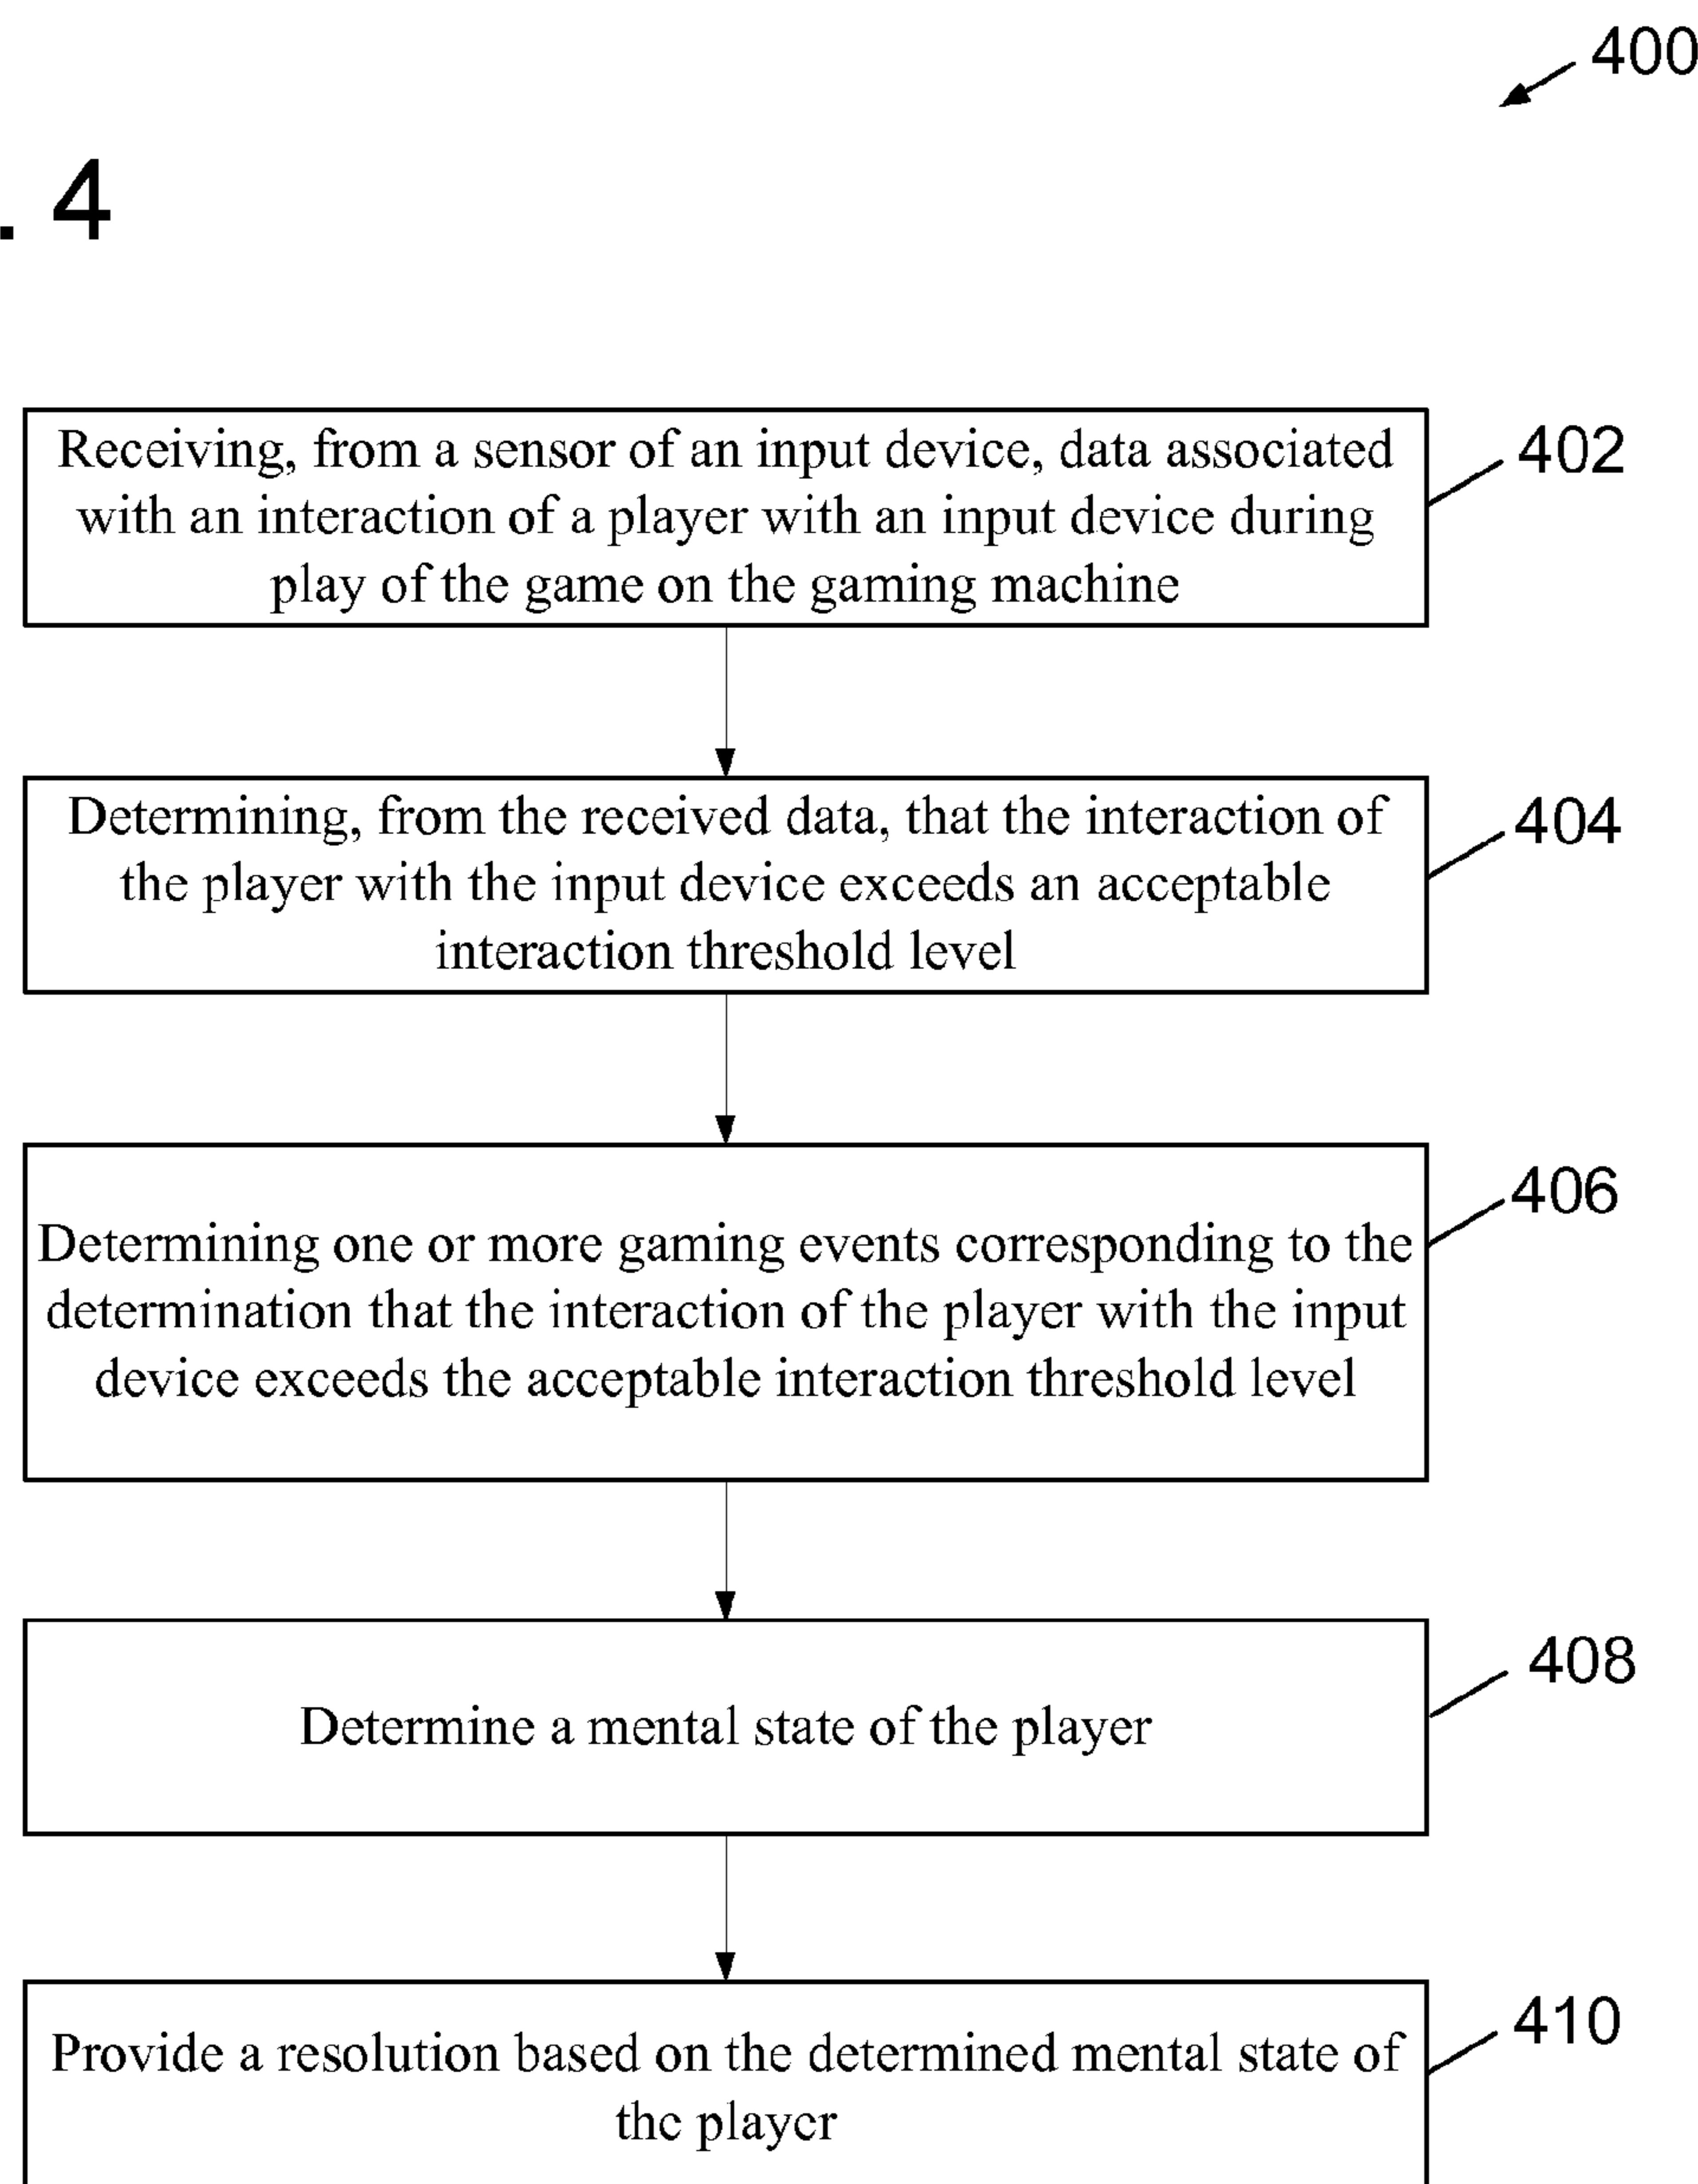 400
. 4
Receiving, from a sensor of an input device, data associated
with an interaction of a player with an input device during
play of the game on the gaming machine
402
Determining, from the received data, that the interaction of
the player with the input device exceeds an acceptable
interaction threshold level
404
Determining one or more gaming events corresponding to the
determination that the interaction of the player with the input
device exceeds the acceptable interaction threshold level
406
Determine a mental state of the player
408
Provide a resolution based on the determined mental state of
the player
410